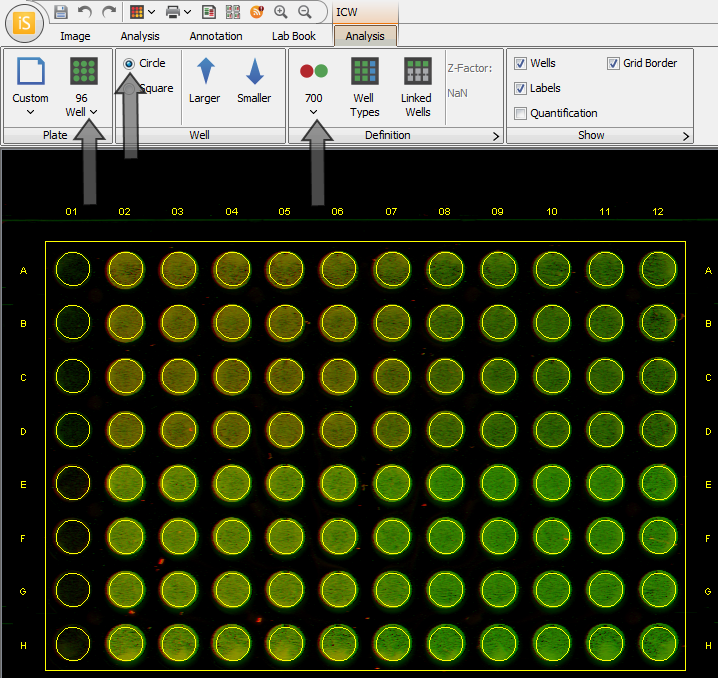 iS
ICW
Image Analysis Annotation Lab Book Analysis
Circle
Square
Custom
96
Well
Larger Smaller
700
Well
Types
Linked
Wells
Z-Factor:
NaN
Wells
Grid Border
Labels
Quantification
Plate Well Definition Show
01 02 03 04 05 06 07 08 09 10 11 12
A A
B B
C C
D D
E E
F F
G G
H H